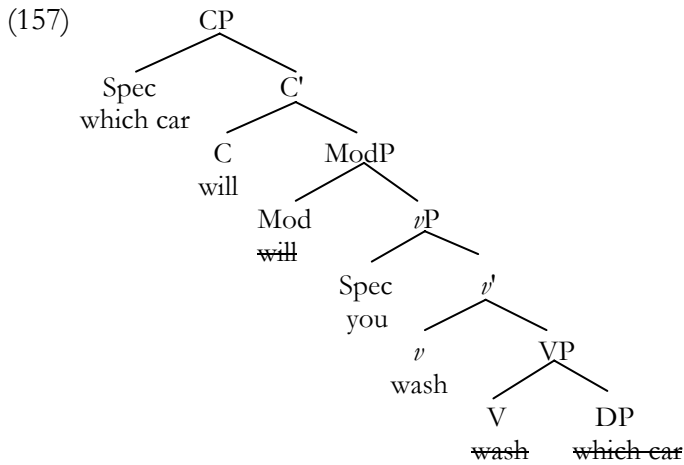 (157)
CP
Spec C'
which car
C ModP
will
Mod vP
will
Spec v'
you
v VP
wash
V DP
wash which car